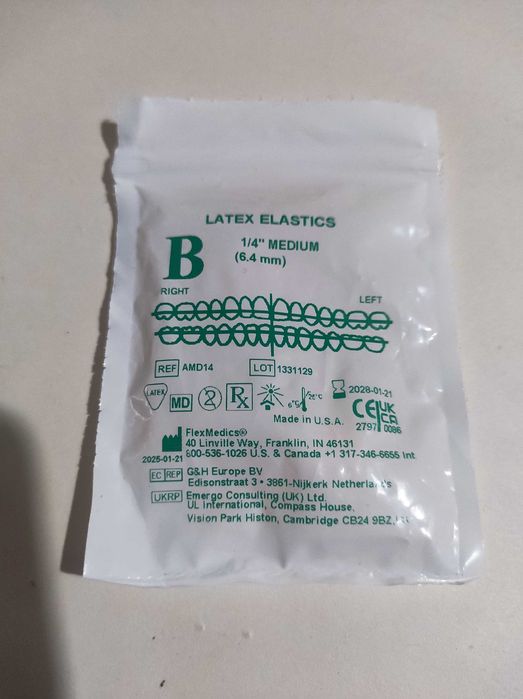 LATEX ELASTICS
B
1/4" MEDIUM
(6.4 mm)
RIGHT
LEFT
REF AMD14
LOT 1331129
LATEX
MD
2
Rx
2028-01-21
CE
2797
UK
CA
0086
Made in U.S.A.
2025-01-21
FlexMedics®
40 Linville Way, Franklin, IN 46131
800-536-1026 U.S. & Canada +1 317-346-6655 Int
EC REP
G&H Europe BV
Edisonstraat 3 • 3861-Nijkerk Netherlands
UKRP
Emergo Consulting (UK) Ltd.
UL International, Compass House,
Vision Park Histon, Cambridge CB24 9BZ,